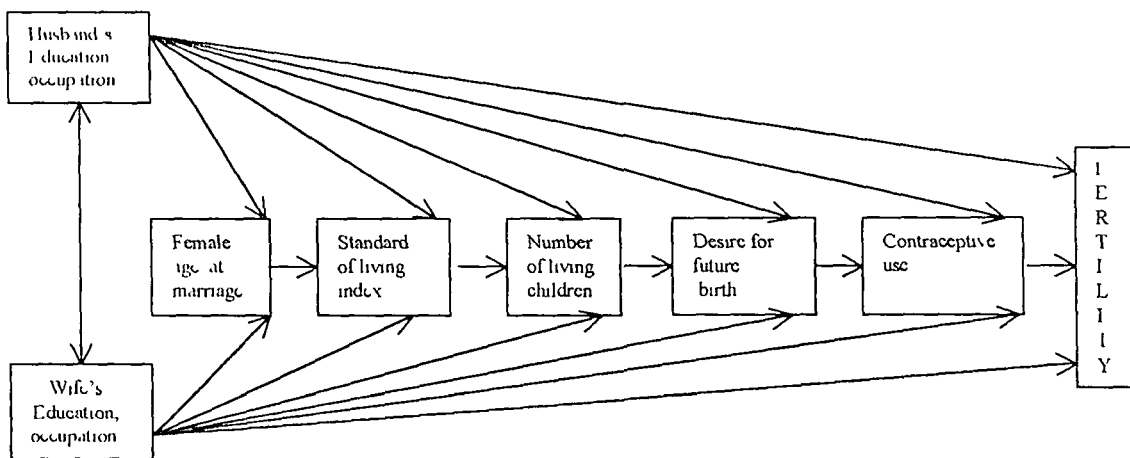 Husband s
Education
occupation
Female
age at
marriage
Standard
of living
index
Number
of living
children
Desire for
future
birth
Contraceptive
use
F
E
R
T
I
L
I
T
Y
Wife's
Education,
occupation